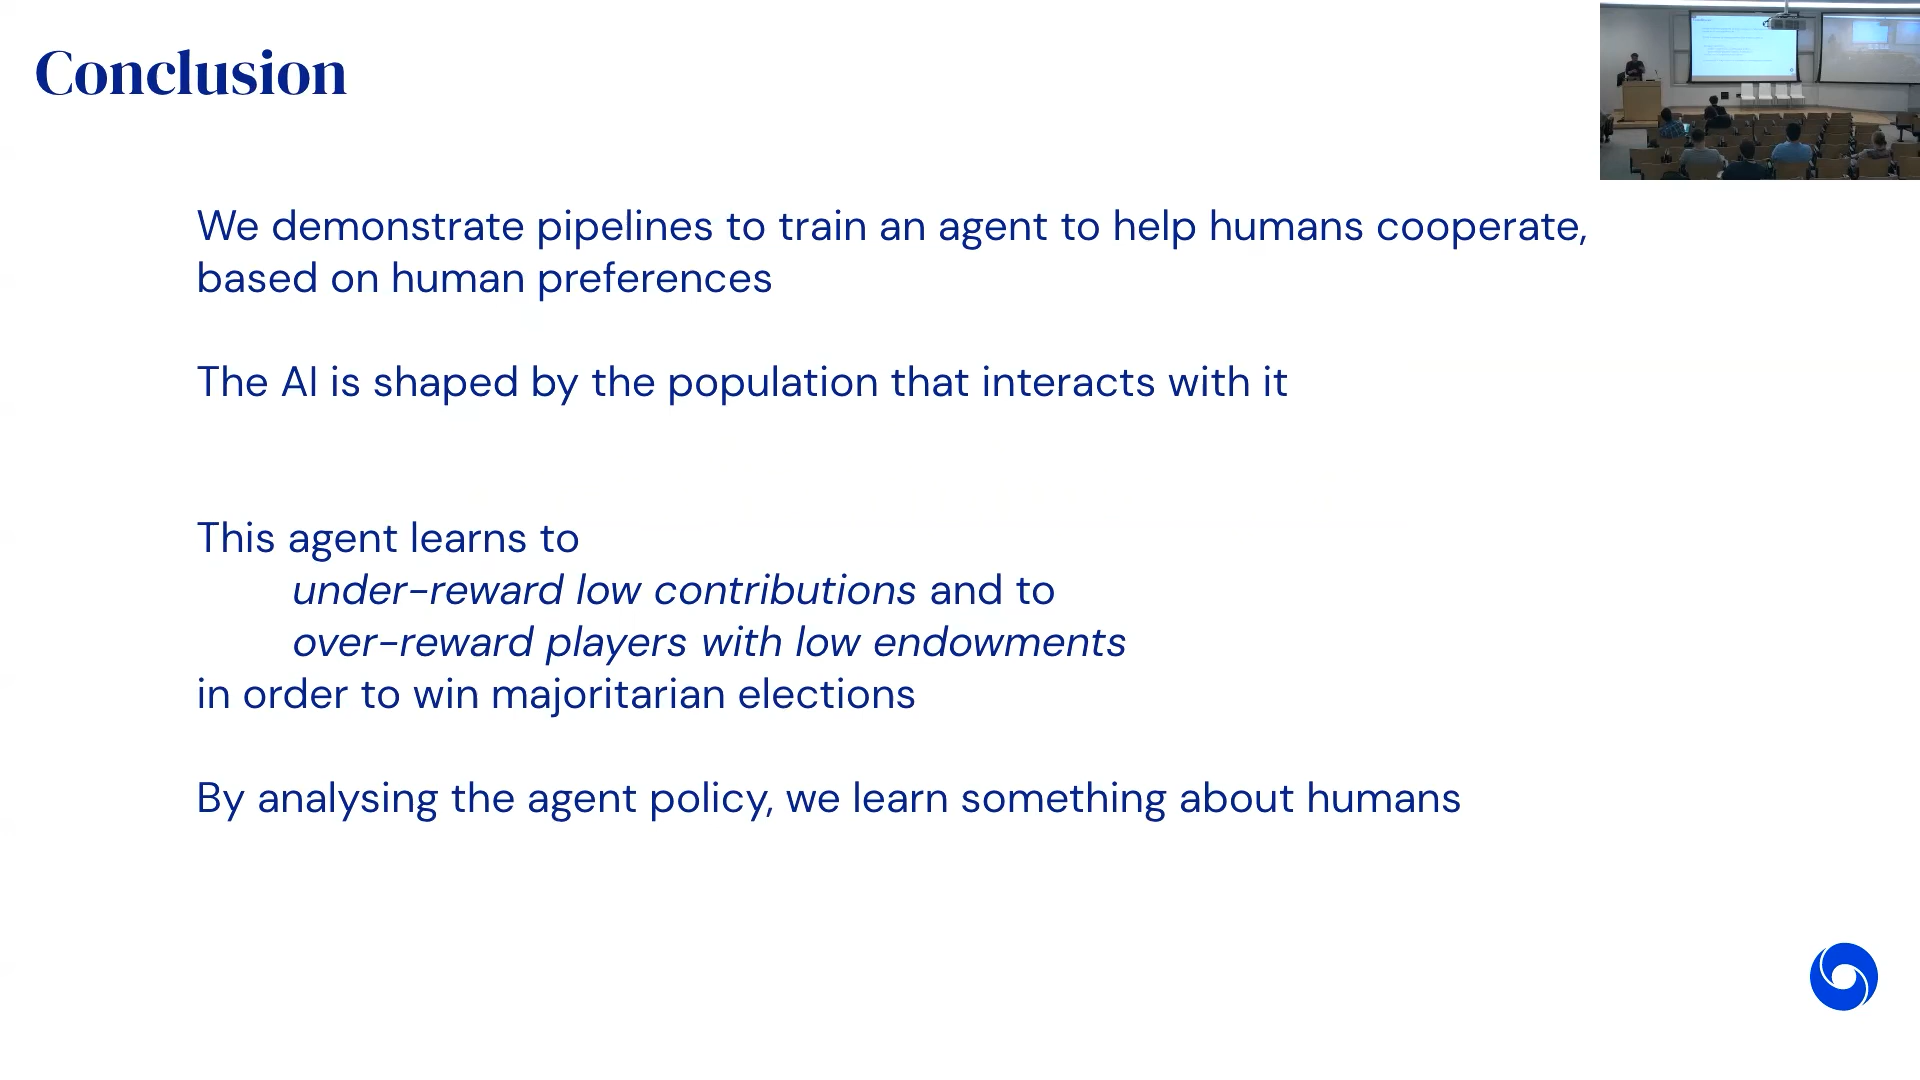 Conclusion
We demonstrate pipelines to train an agent to help humans cooperate,
based on human preferences
The AI is shaped by the population that interacts with it
This agent learns to
under-reward low contributions and to
over-reward players with low endowments
in order to win majoritarian elections
By analysing the agent policy, we learn something about humans